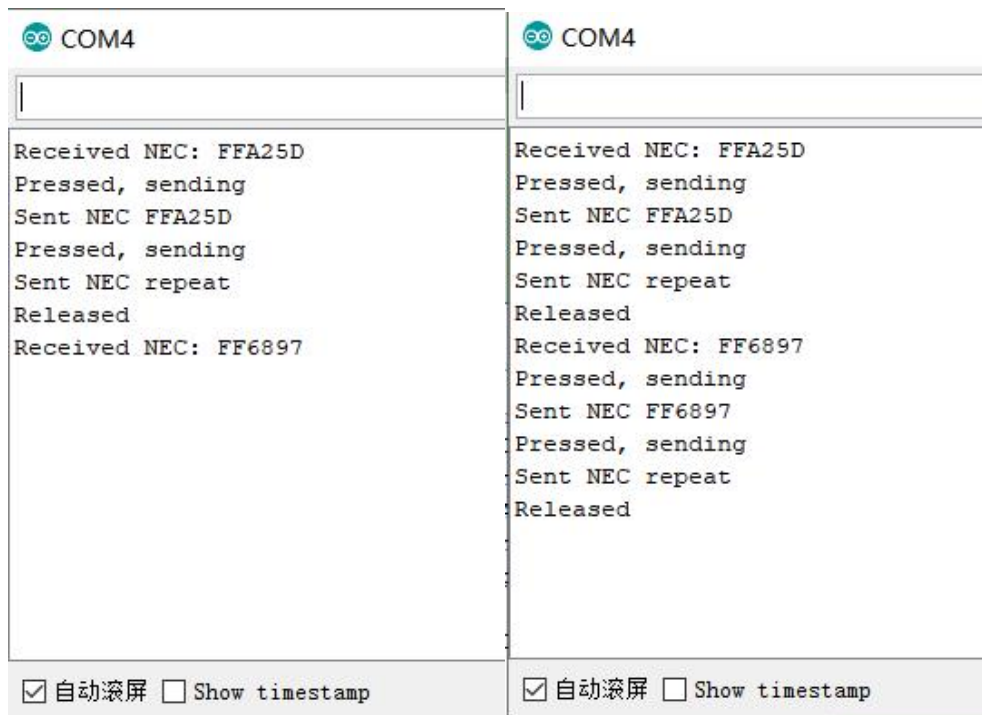 COM4
Received NEC: FFA25D
Pressed, sending
Sent NEC FFA25D
Pressed, sending
Sent NEC repeat
Released
Received NEC: FF6897
自动滚屏 Show timestamp
COM4
Received NEC: FFA25D
Pressed, sending
Sent NEC FFA25D
Pressed, sending
Sent NEC repeat
Released
Received NEC: FF6897
Pressed, sending
Sent NEC FF6897
Pressed, sending
Sent NEC repeat
Released
自动滚屏 Show timestamp